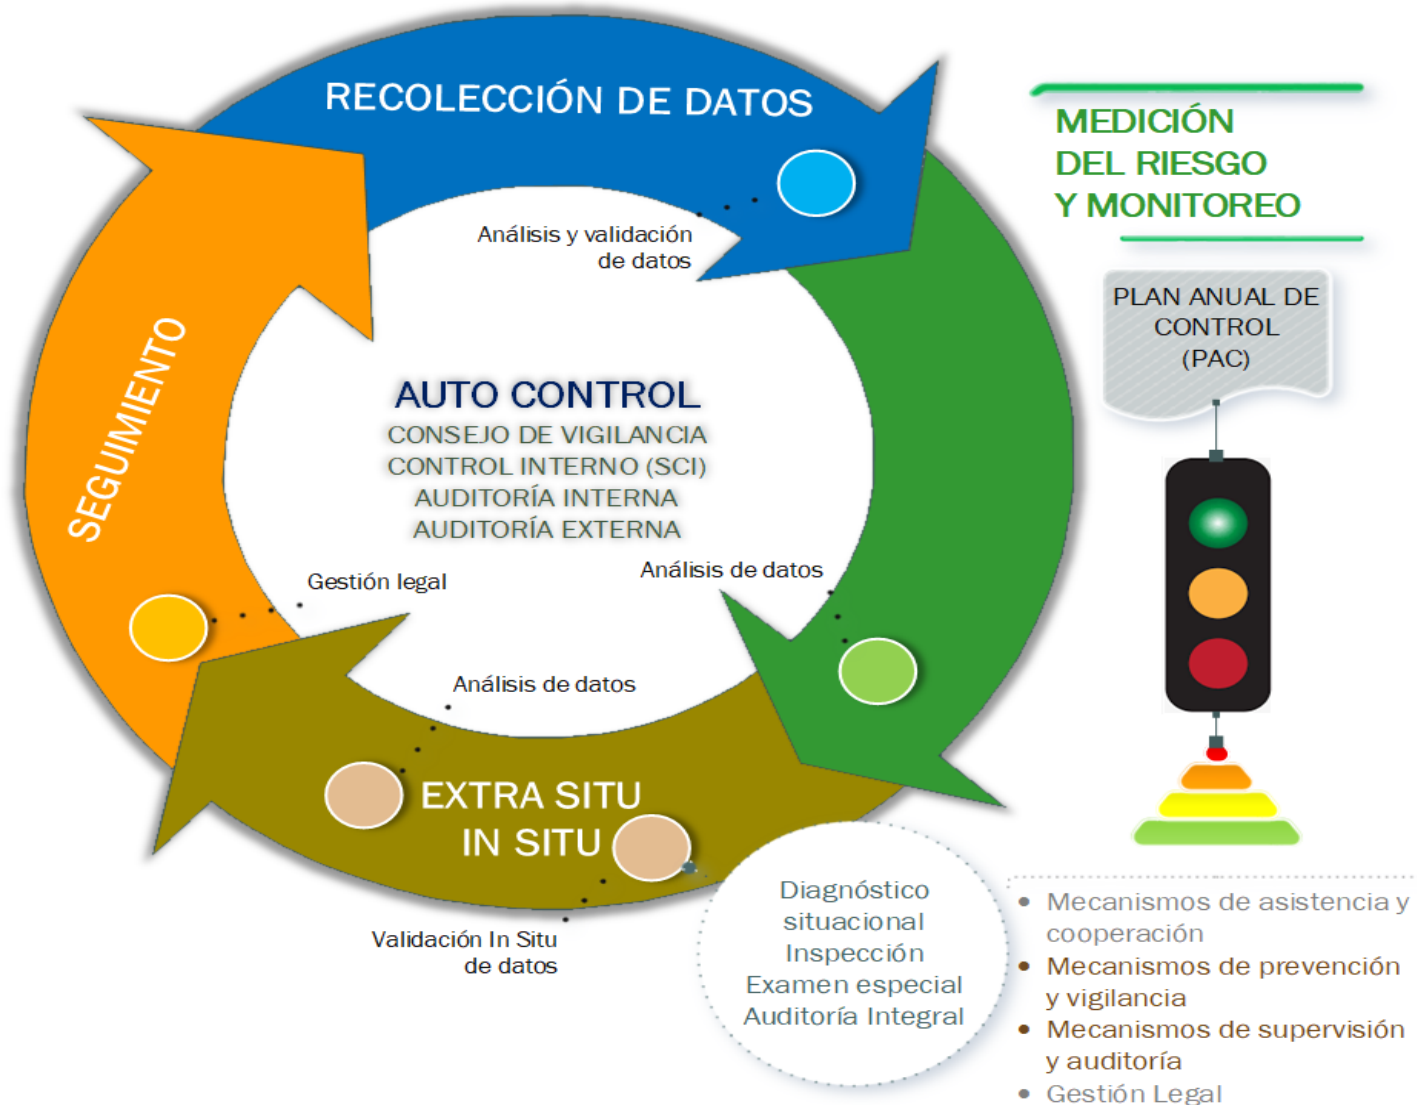 RECOLECCIÓN DE DATOS
Análisis y validación
de datos
MEDICIÓN
DEL RIESGO
Y MONITOREO
PLAN ANUAL DE
CONTROL
(PAC)
SEGUIMIENTO
AUTO CONTROL
CONSEJO DE VIGILANCIA
CONTROL INTERNO (SCI)
AUDITORÍA INTERNA
AUDITORÍA EXTERNA
Gestión legal
Análisis de datos
Análisis de datos
EXTRA SITU
IN SITU
Validación In Situ
de datos
Diagnóstico
situacional
Inspección
Examen especial
Auditoría Integral
• Mecanismos de asistencia y
cooperación
• Mecanismos de prevención
y vigilancia
• Mecanismos de supervisión
y auditoría
• Gestión Legal